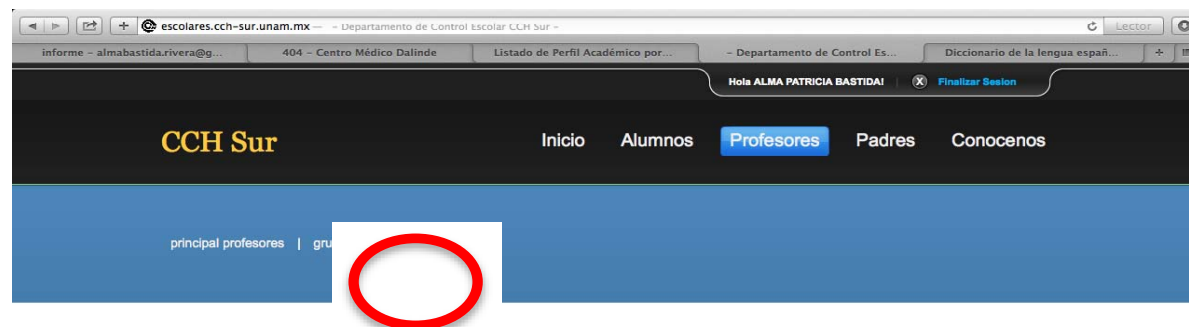 escolares.cch-sur.unam.mx — – Departamento de Control Escolar CCH Sur –
Lector
informe – almabastida.rivera@g...
404 – Centro Médico Dalinde
Listado de Perfil Académico por...
– Departamento de Control Es...
Diccionario de la lengua españ...
Hola ALMA PATRICIA BASTIDA!
Finalizar Sesion
CCH Sur
Inicio
Alumnos
Profesores
Padres
Conocenos
principal profesores | gru